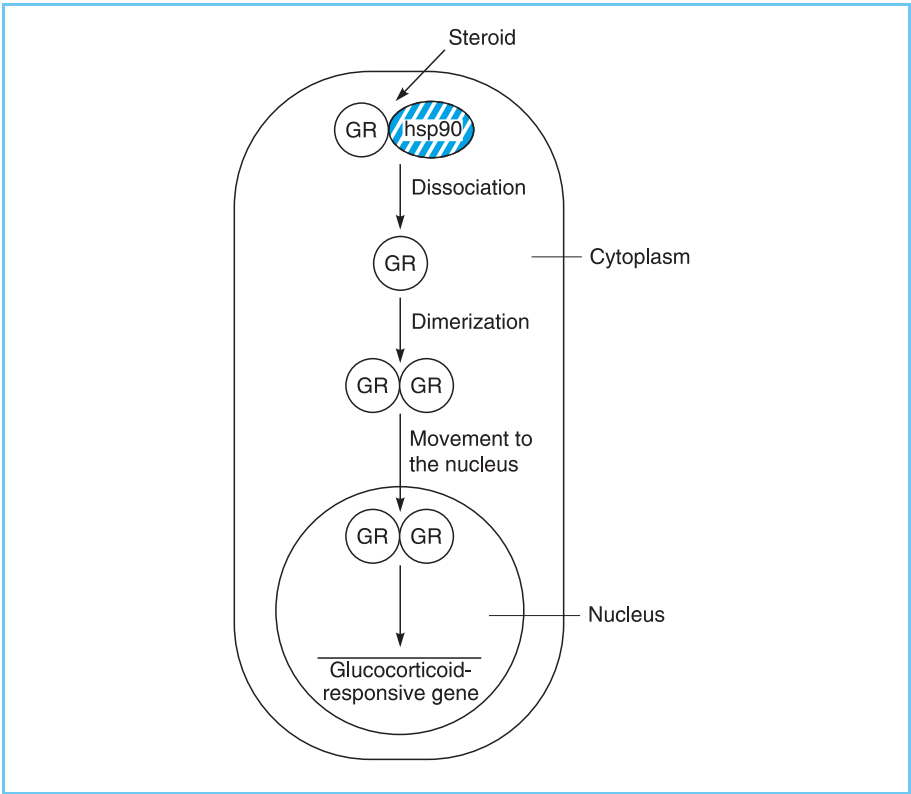 Steroid
GR
hsp90
Dissociation
GR
Cytoplasm
Dimerization
GR GR
Movement to
the nucleus
GR GR
Nucleus
Glucocorticoid-
responsive gene